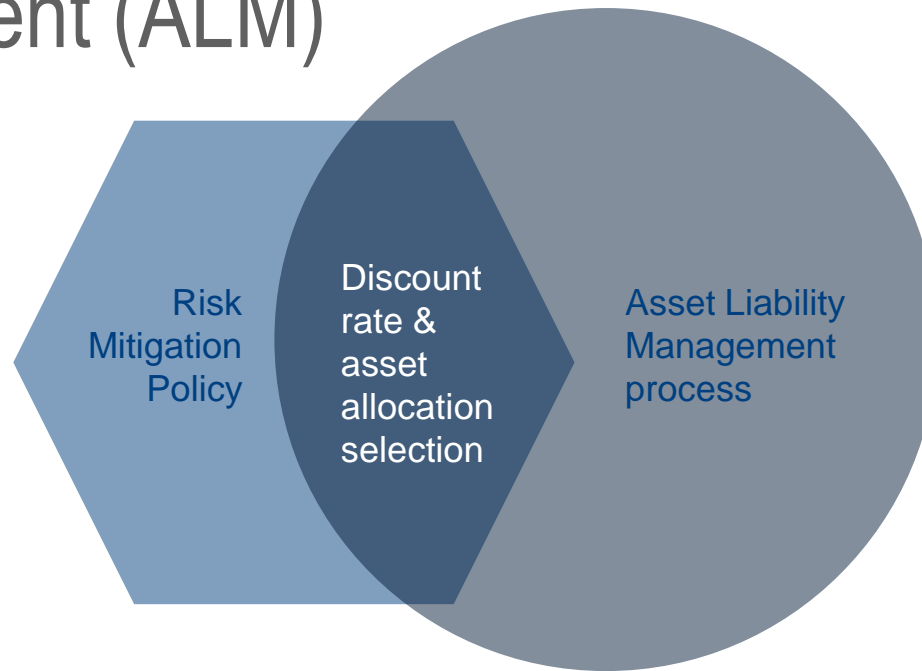 ent (ALM)
Risk
Mitigation
Policy
Discount
rate &
asset
allocation
selection
Asset Liability
Management
process